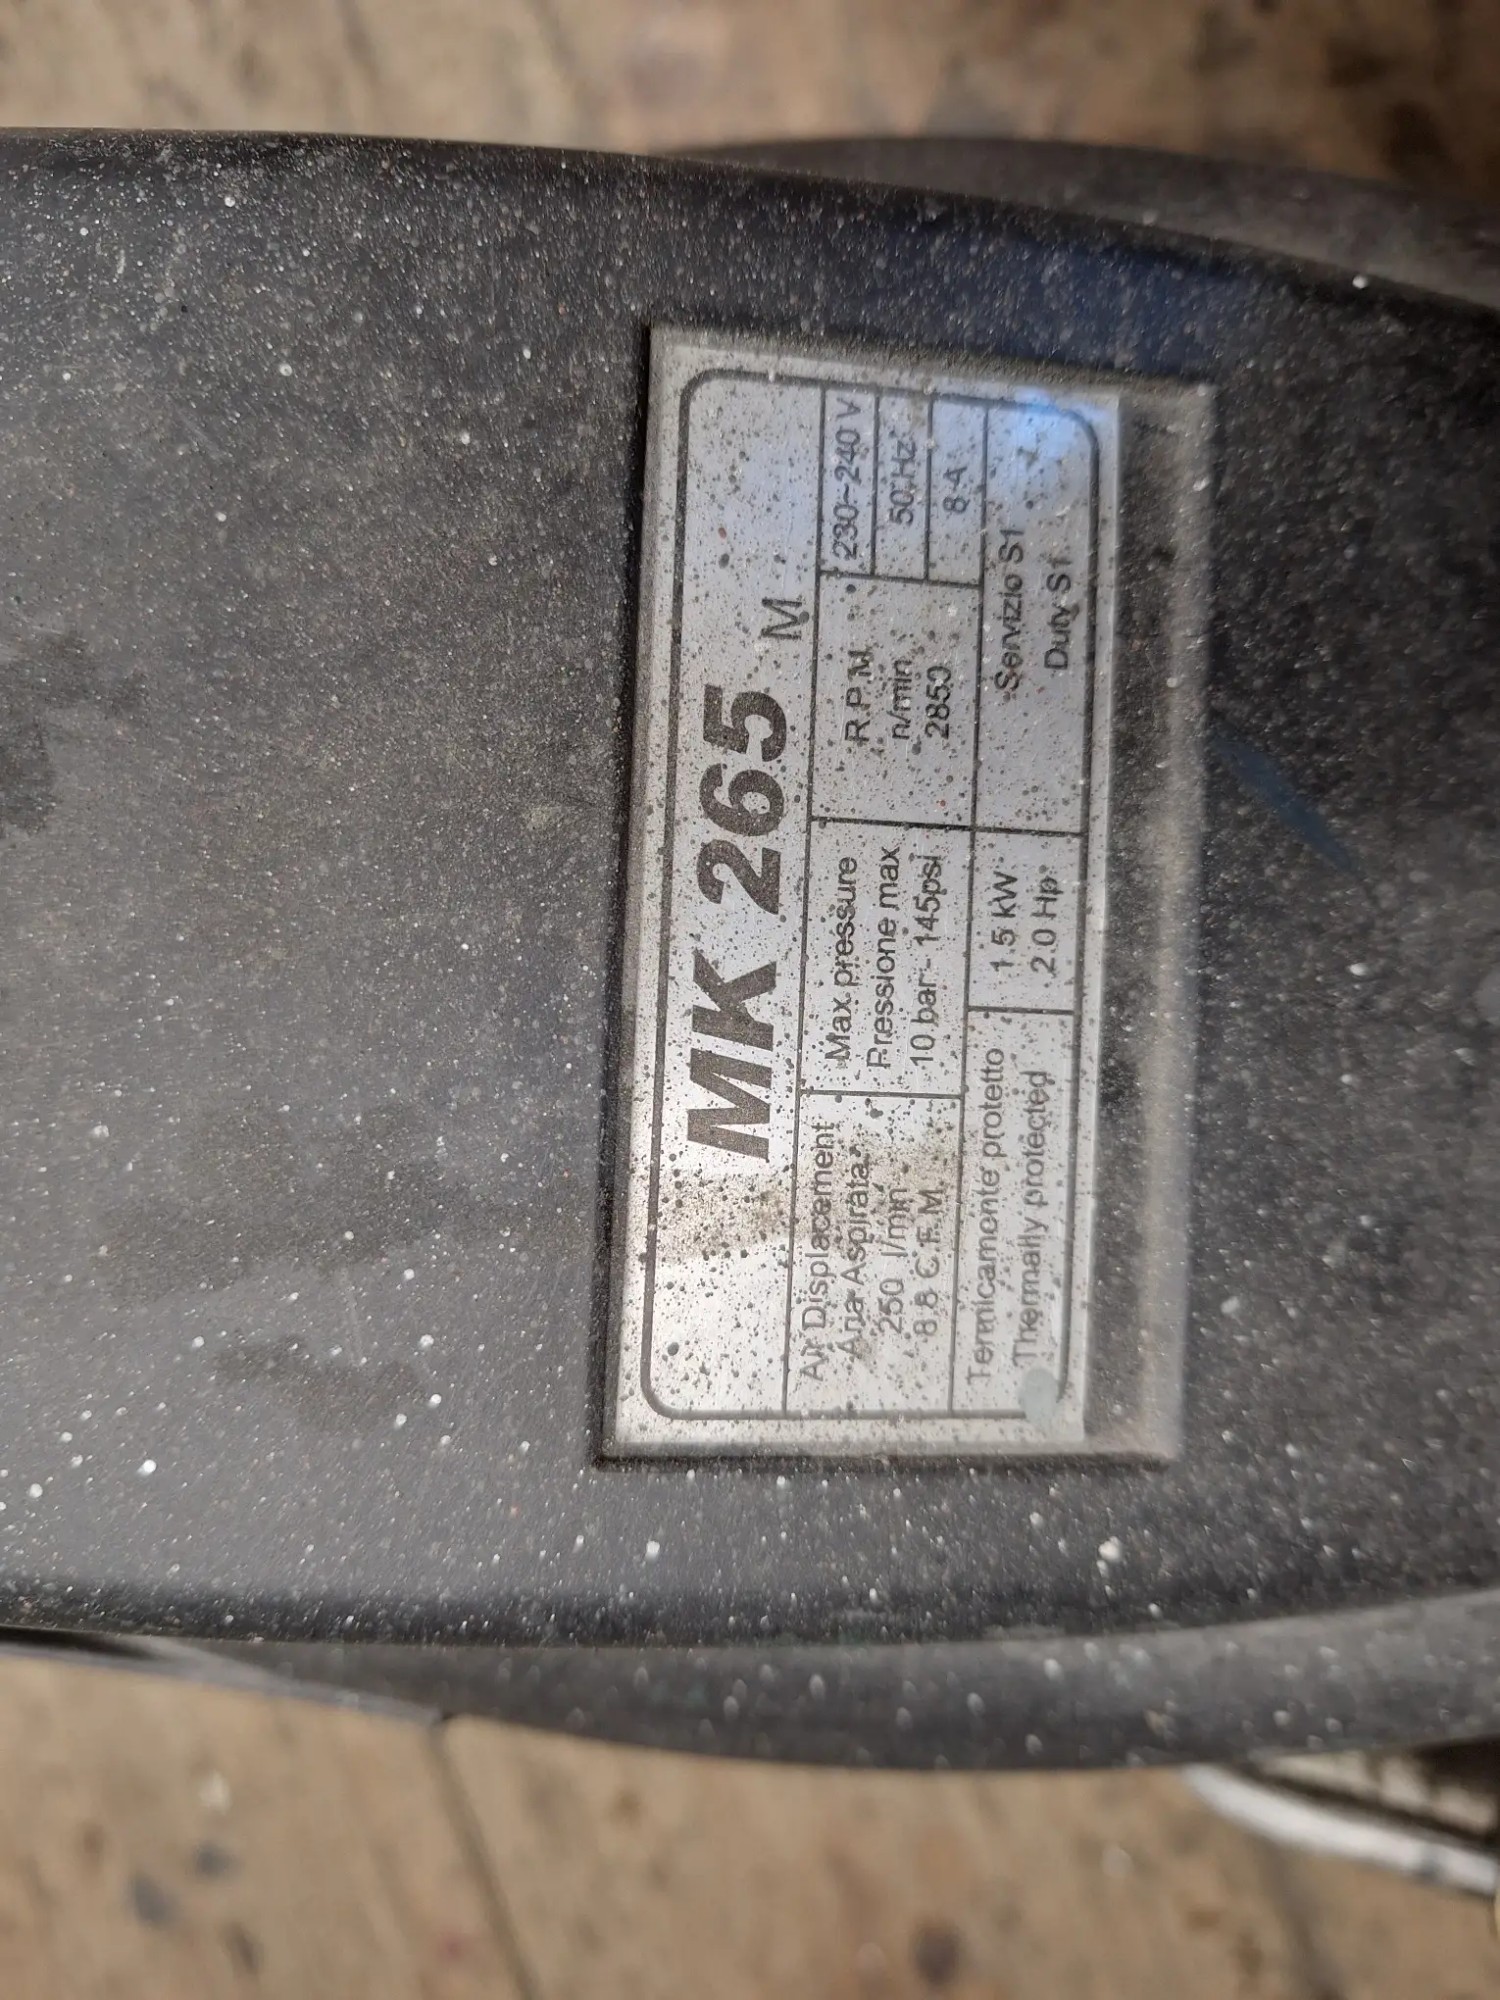 MK 265 M
Air Displacement
Aria Aspirata
250 l/min
8.8 C.F.M.
Max pressure
Pressione max
10 bar - 145psi
R.P.M.
n/min
2850
230-240 V
50 Hz
8 A
Termicamente protetto
Thermally protected
1.5 kW
2.0 Hp
Servizio S1
Duty S1